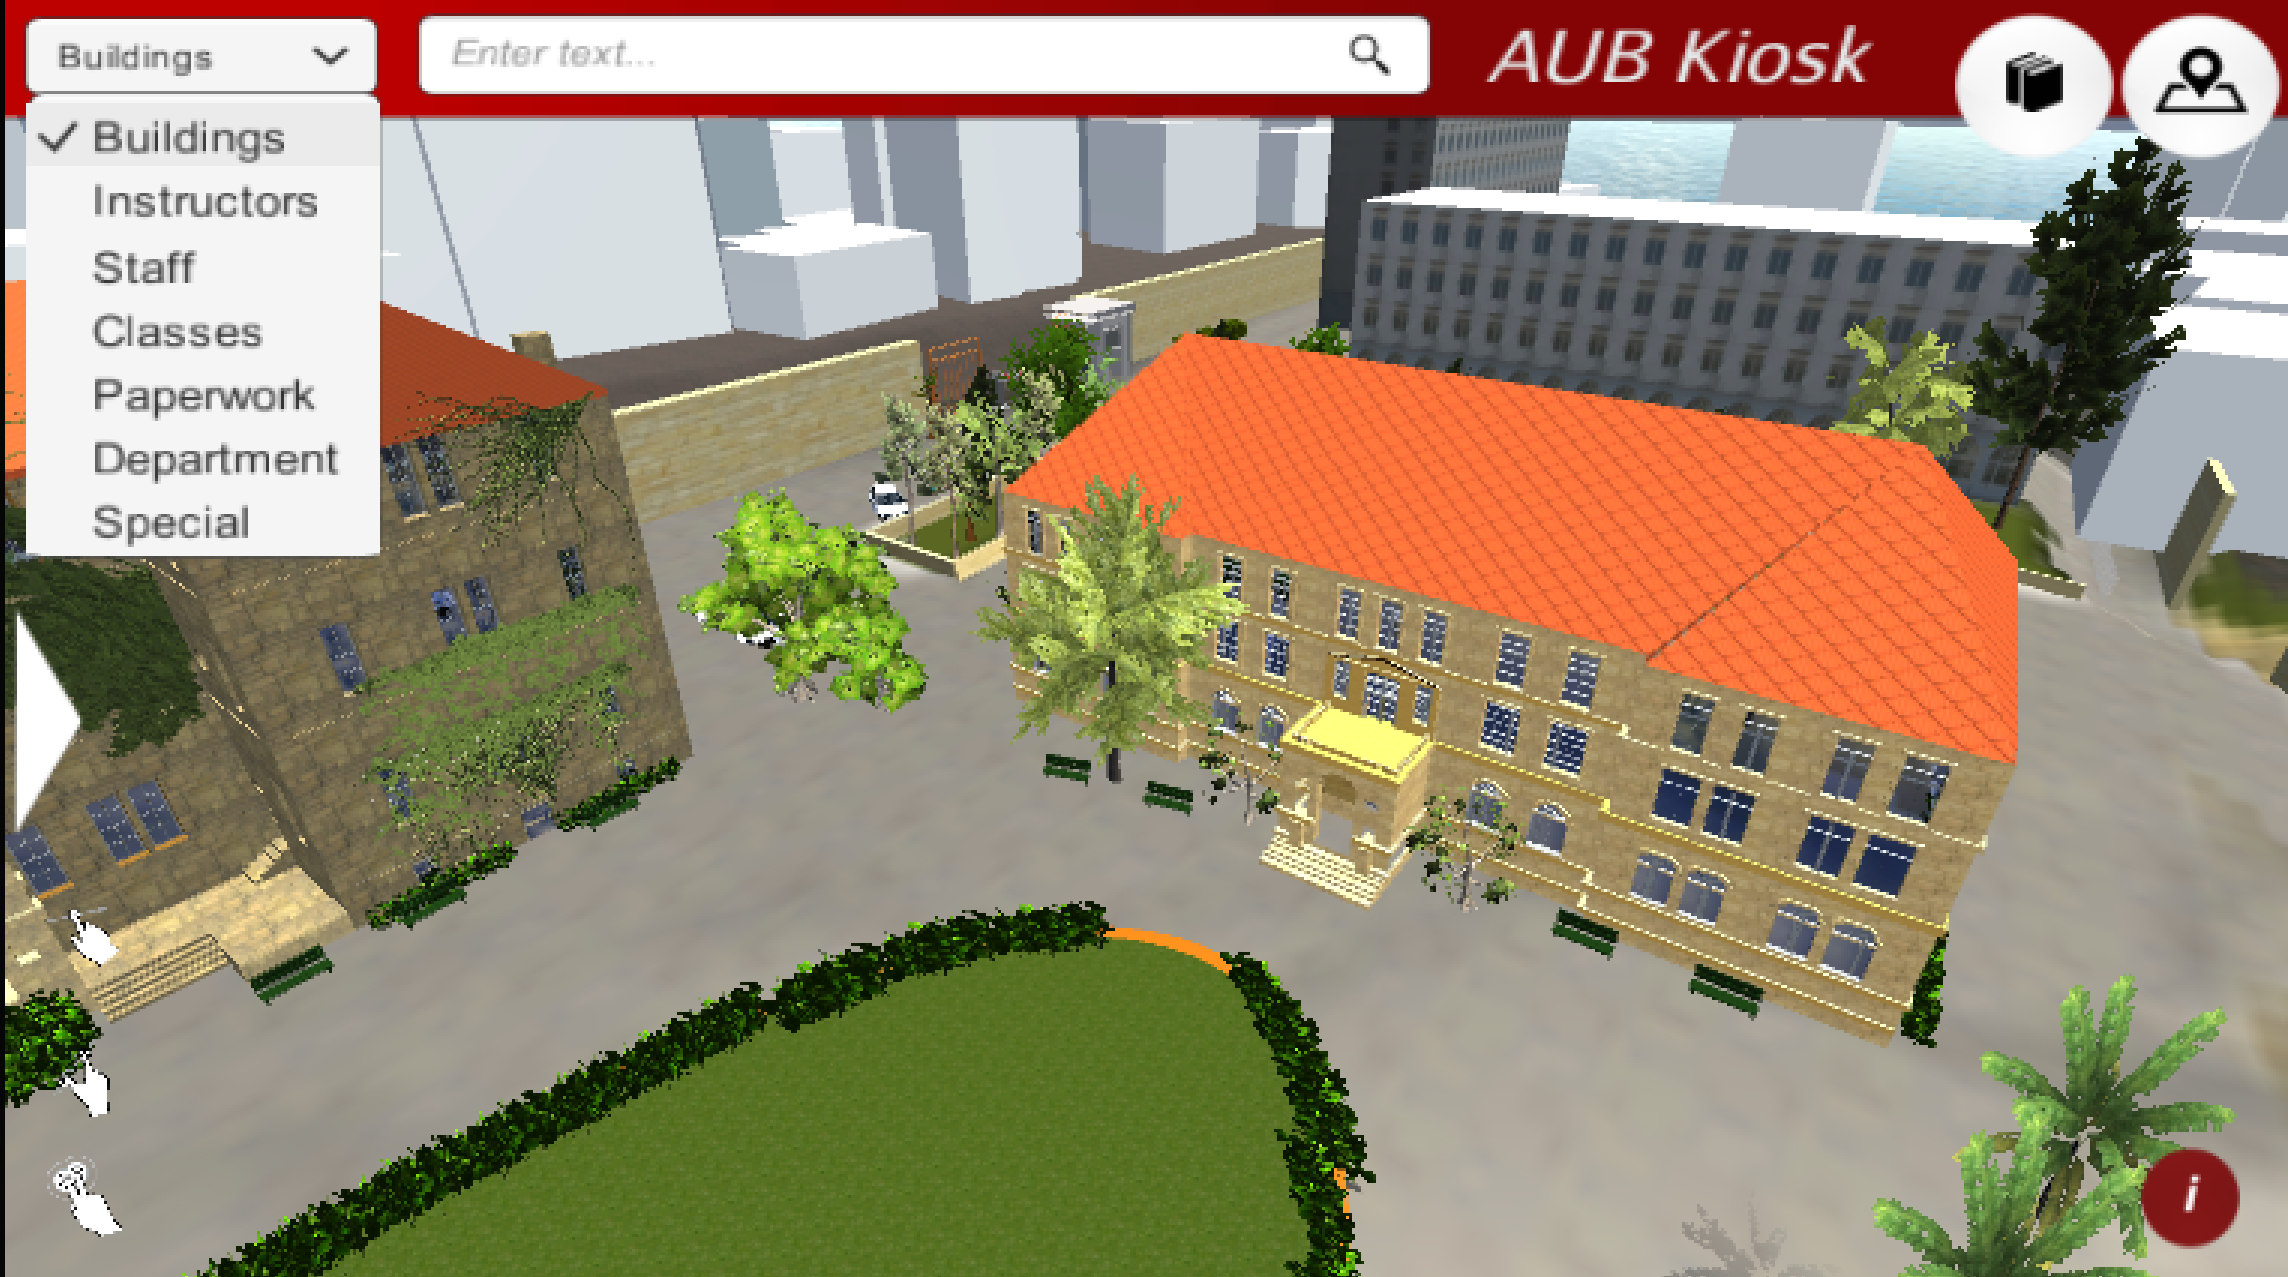 Buildings
Enter text...
AUB Kiosk
Buildings
Instructors
Staff
Classes
Paperwork
Department
Special
i